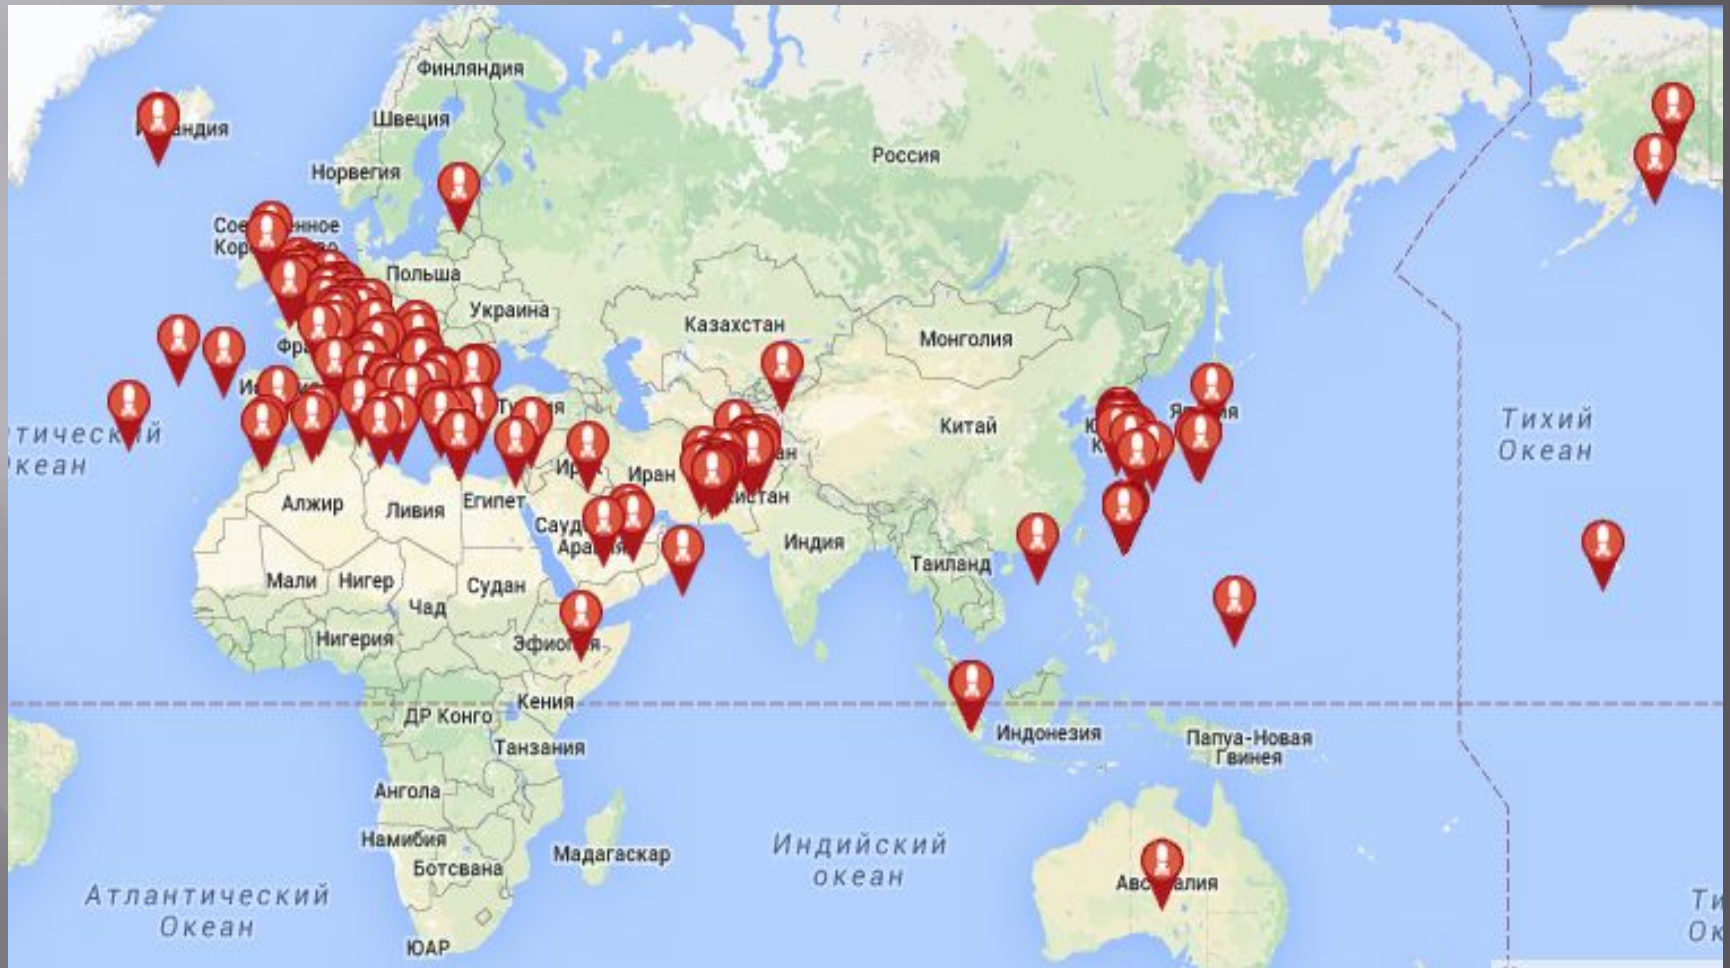 Финляндия
Швеция
Россия
Норвегия
Польша
Украина
Казахстан
Монголия
Китай
Тихий
Океан
Иран
Алжир
Ливия
Египет
Индия
Таиланд
Мали
Нигер
Судан
Чад
Нигерия
Кения
ДР Конго
Индонезия
Танзания
Папуа-Новая
Гвинея
Ангола
Намибия
Ботсвана
Мадагаскар
Индийский
океан
Атлантический
Океан
ЮАР